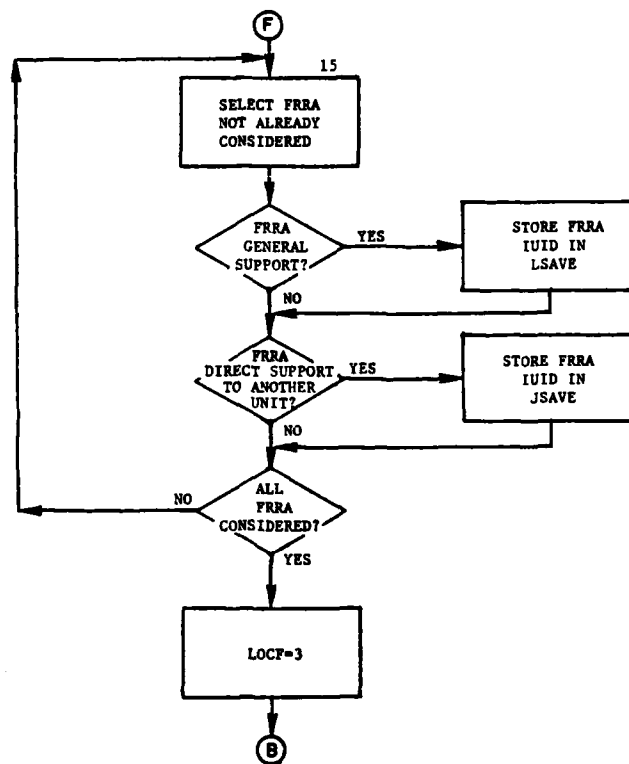 F
15
SELECT FRRA
NOT ALREADY
CONSIDERED
FRRA
GENERAL
SUPPORT?
YES
STORE FRRA
IUID IN
LSAVE
NO
FRRA
DIRECT SUPPORT
TO ANOTHER
UNIT?
YES
STORE FRRA
IUID IN
JSAVE
NO
ALL
FRRA
CONSIDERED?
NO
YES
LOCF=3
B